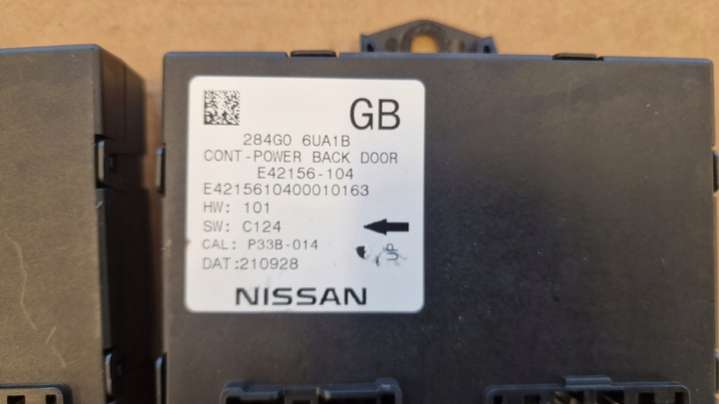 GB
284G0 6UA1B
CONT-POWER BACK DOOR
E42156-104
E4215610400010163
HW: 101
SW: C124
CAL: P33B-014
DAT:210928
UP
NISSAN